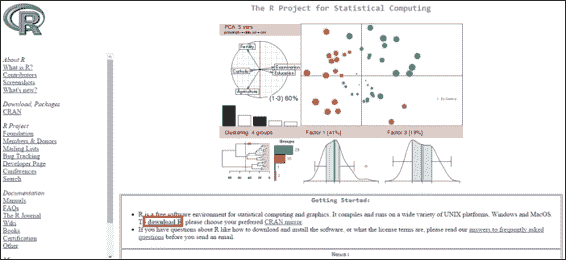 The R Project for Statistical Computing
R
PCA 5 vars
Fertility
Examination
Education
Catholic
Agriculture
(1-3) 60%
Clustering 4 groups
Factor 1 [41%]
Factor 3 [19%]
Groups
About R
What is R?
Contributors
Screenshots
What's new?
Download, Packages
CRAN
R Project
Foundation
Members & Donors
Mailing Lists
Bug Tracking
Developer Page
Conferences
Search
Documentation
Manuals
FAQs
The R Journal
Wiki
Books
Certification
Other
Getting Started:
R is a free software environment for statistical computing and graphics. It compiles and runs on a wide variety of UNIX platforms, Windows and MacOS.
To download R, please choose your preferred CRAN mirror.
If you have questions about R like how to download and install the software, or what the license terms are, please read our answers to frequently asked
questions before you send an email.
News: